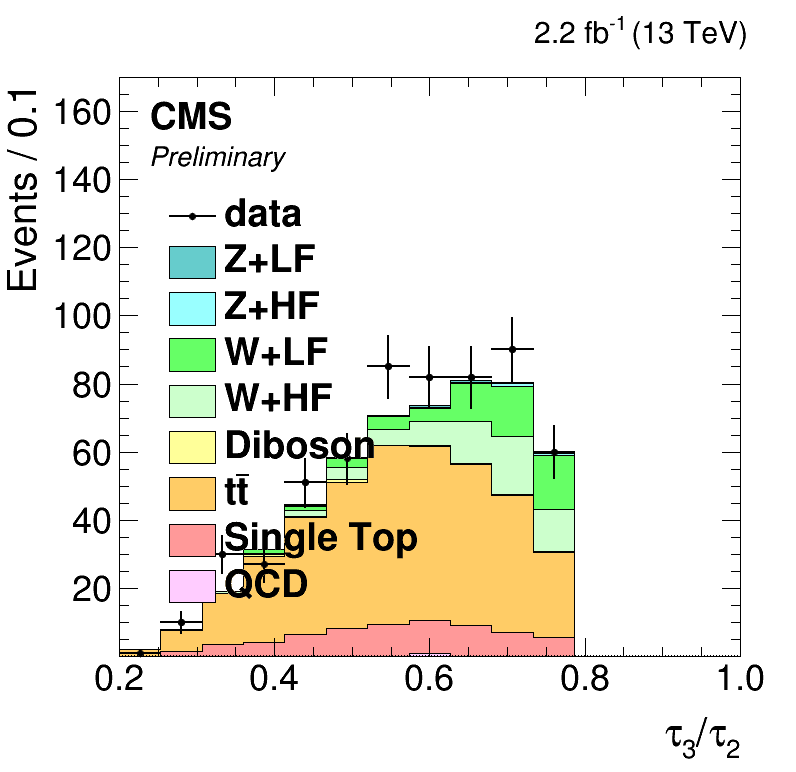 2.2 fb⁻¹ (13 TeV)
Events / 0.1
160
140
120
100
80
60
40
20
CMS
Preliminary
data
Z+LF
Z+HF
W+LF
W+HF
Diboson
tt̄
Single Top
QCD
0.2 0.4 0.6 0.8 1.0
τ₃/τ₂